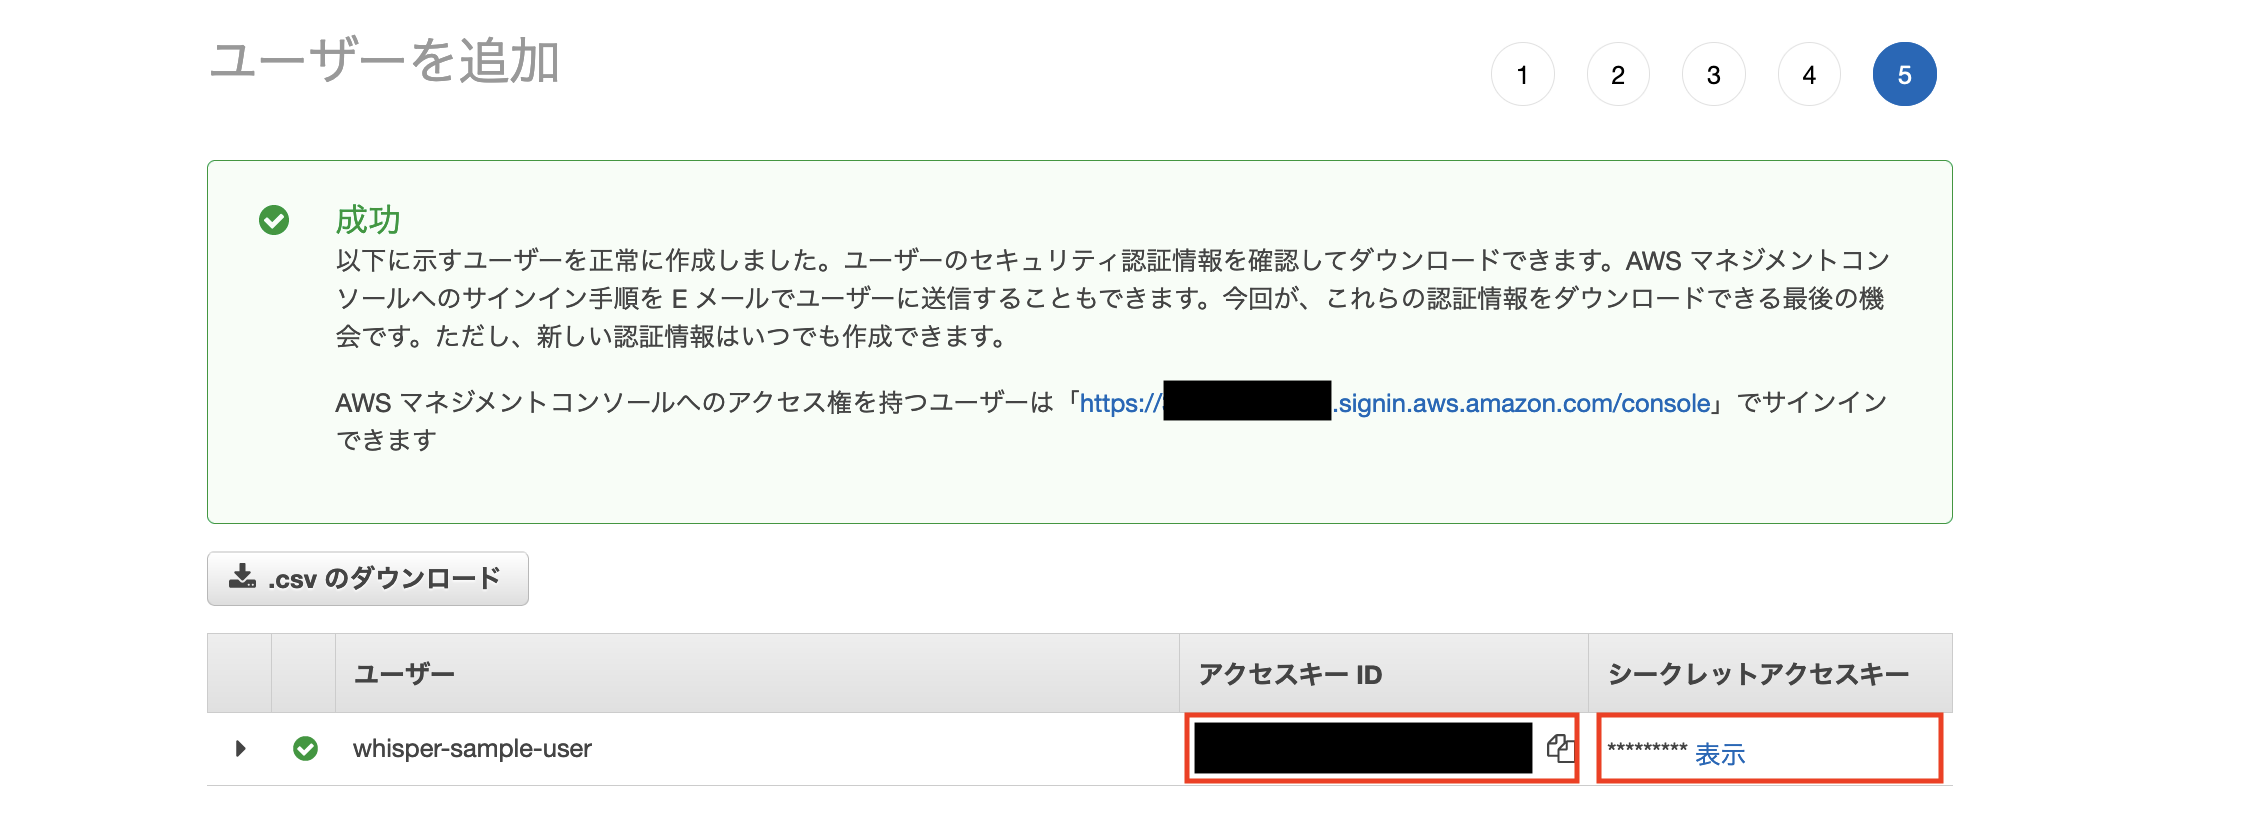 ユーザーを追加
1 2 3 4 5
成功
以下に示すユーザーを正常に作成しました。ユーザーのセキュリティ認証情報を確認してダウンロードできます。AWS マネジメントコン
ソールへのサインイン手順を E メールでユーザーに送信することもできます。今回が、これらの認証情報をダウンロードできる最後の機
会です。ただし、新しい認証情報はいつでも作成できます。
AWS マネジメントコンソールへのアクセス権を持つユーザーは「https:// .signin.aws.amazon.com/console」でサインイン
できます
.csv のダウンロード
ユーザー アクセスキー ID シークレットアクセスキー
whisper-sample-user ********* 表示